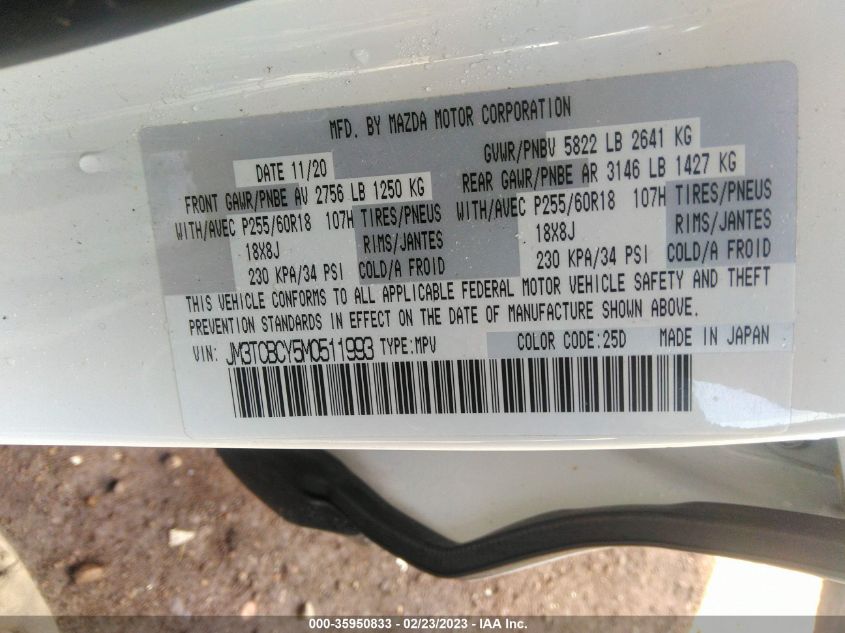 MFD. BY MAZDA MOTOR CORPORATION
DATE 11/20 GVWR/PNBV 5822 LB 2641 KG
FRONT GAWR/PNBE AV 2756 LB 1250 KG REAR GAWR/PNBE AR 3146 LB 1427 KG
WITH/AVEC P255/60R18 107H TIRES/PNEUS WITH/AVEC P255/60R18 107H TIRES/PNEUS
18X8J RIMS/JANTES 18X8J RIMS/JANTES
230 KPA/34 PSI COLD/A FROID 230 KPA/34 PSI COLD/A FROID
THIS VEHICLE CONFORMS TO ALL APPLICABLE FEDERAL MOTOR VEHICLE SAFETY AND THEFT
PREVENTION STANDARDS IN EFFECT ON THE DATE OF MANUFACTURE SHOWN ABOVE.
VIN: JM3TCBCY5M0511993 TYPE:MPV COLOR CODE:25D MADE IN JAPAN
000-35950833 - 02/23/2023 - IAA Inc.